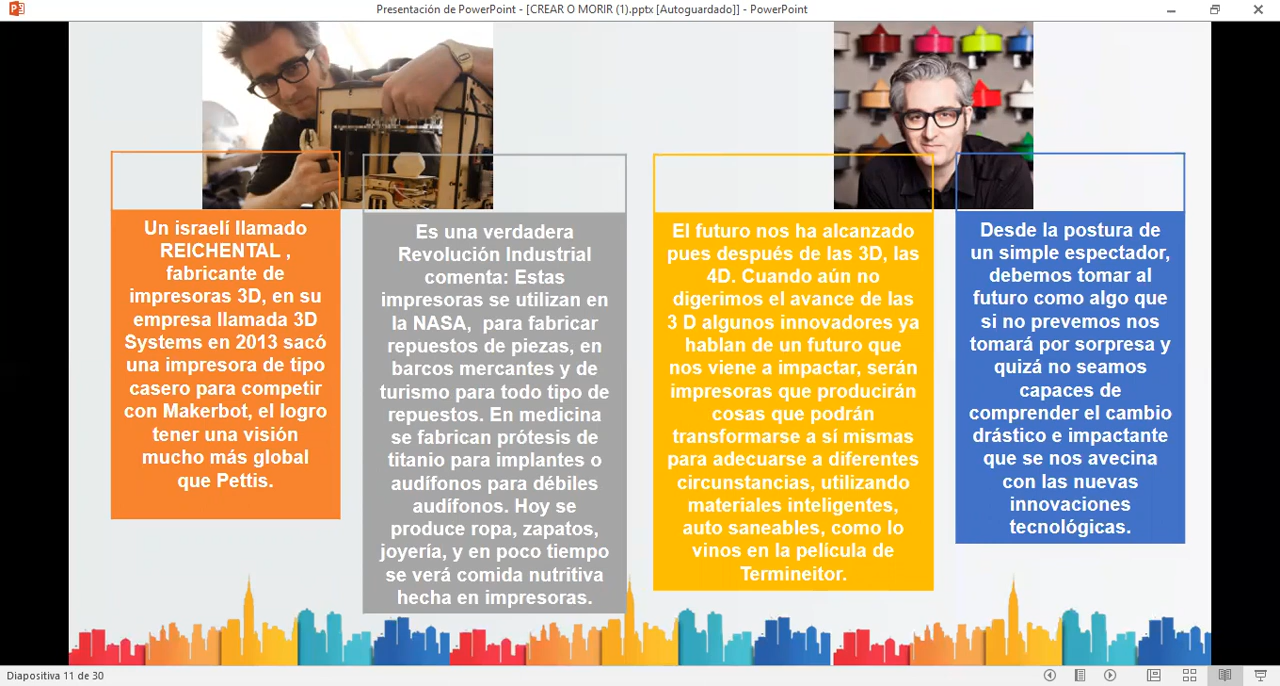 Presentación de PowerPoint - [CREAR O MORIR (1).pptx [Autoguardado]] - PowerPoint
Un israelí llamado
REICHENTAL ,
fabricante de
impresoras 3D, en su
empresa llamada 3D
Systems en 2013 sacó
una impresora de tipo
casero para competir
con Makerbot, el logro
tener una visión
mucho más global
que Pettis.
Es una verdadera
Revolución Industrial
comenta: Estas
impresoras se utilizan en
la NASA,  para fabricar
repuestos de piezas, en
barcos mercantes y de
turismo para todo tipo de
repuestos. En medicina
se fabrican prótesis de
titanio para implantes o
audífonos para débiles
audífonos. Hoy se
produce ropa, zapatos,
joyería, y en poco tiempo
se verá comida nutritiva
hecha en impresoras.
El futuro nos ha alcanzado
pues después de las 3D, las
4D. Cuando aún no
digerimos el avance de las
3 D algunos innovadores ya
hablan de un futuro que
nos viene a impactar, serán
impresoras que producirán
cosas que podrán
transformarse a sí mismas
para adecuarse a diferentes
circunstancias, utilizando
materiales inteligentes,
auto saneables, como lo
vinos en la película de
Termineitor.
Desde la postura de
un simple espectador,
debemos tomar al
futuro como algo que
si no prevemos nos
tomará por sorpresa y
quizá no seamos
capaces de
comprender el cambio
drástico e impactante
que se nos avecina
con las nuevas
innovaciones
tecnológicas.
Diapositiva 11 de 30